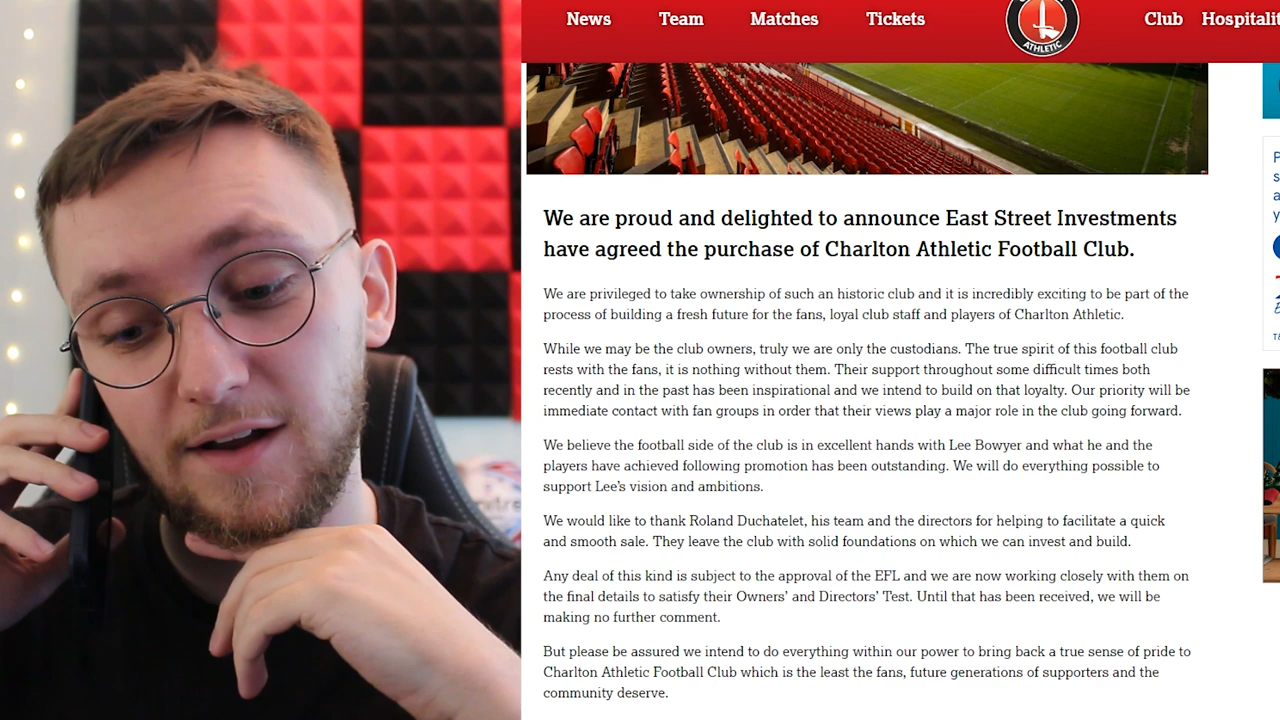 News Team Matches Tickets Club
ATHLETIC
We are proud and delighted to announce East Street Investments
have agreed the purchase of Charlton Athletic Football Club.
We are privileged to take ownership of such an historic club and it is incredibly exciting to be part of the
process of building a fresh future for the fans, loyal club staff and players of Charlton Athletic.
While we may be the club owners, truly we are only the custodians. The true spirit of this football club
rests with the fans, it is nothing without them. Their support throughout some difficult times both
recently and in the past has been inspirational and we intend to build on that loyalty. Our priority will be
immediate contact with fan groups in order that their views play a major role in the club going forward.
We believe the football side of the club is in excellent hands with Lee Bowyer and what he and the
players have achieved following promotion has been outstanding. We will do everything possible to
support Lee's vision and ambitions.
We would like to thank Roland Duchatelet, his team and the directors for helping to facilitate a quick
and smooth sale. They leave the club with solid foundations on which we can invest and build.
Any deal of this kind is subject to the approval of the EFL and we are now working closely with them on
the final details to satisfy their Owners' and Directors' Test. Until that has been received, we will be
making no further comment.
But please be assured we intend to do everything within our power to bring back a true sense of pride to
Charlton Athletic Football Club which is the least the fans, future generations of supporters and the
community deserve.